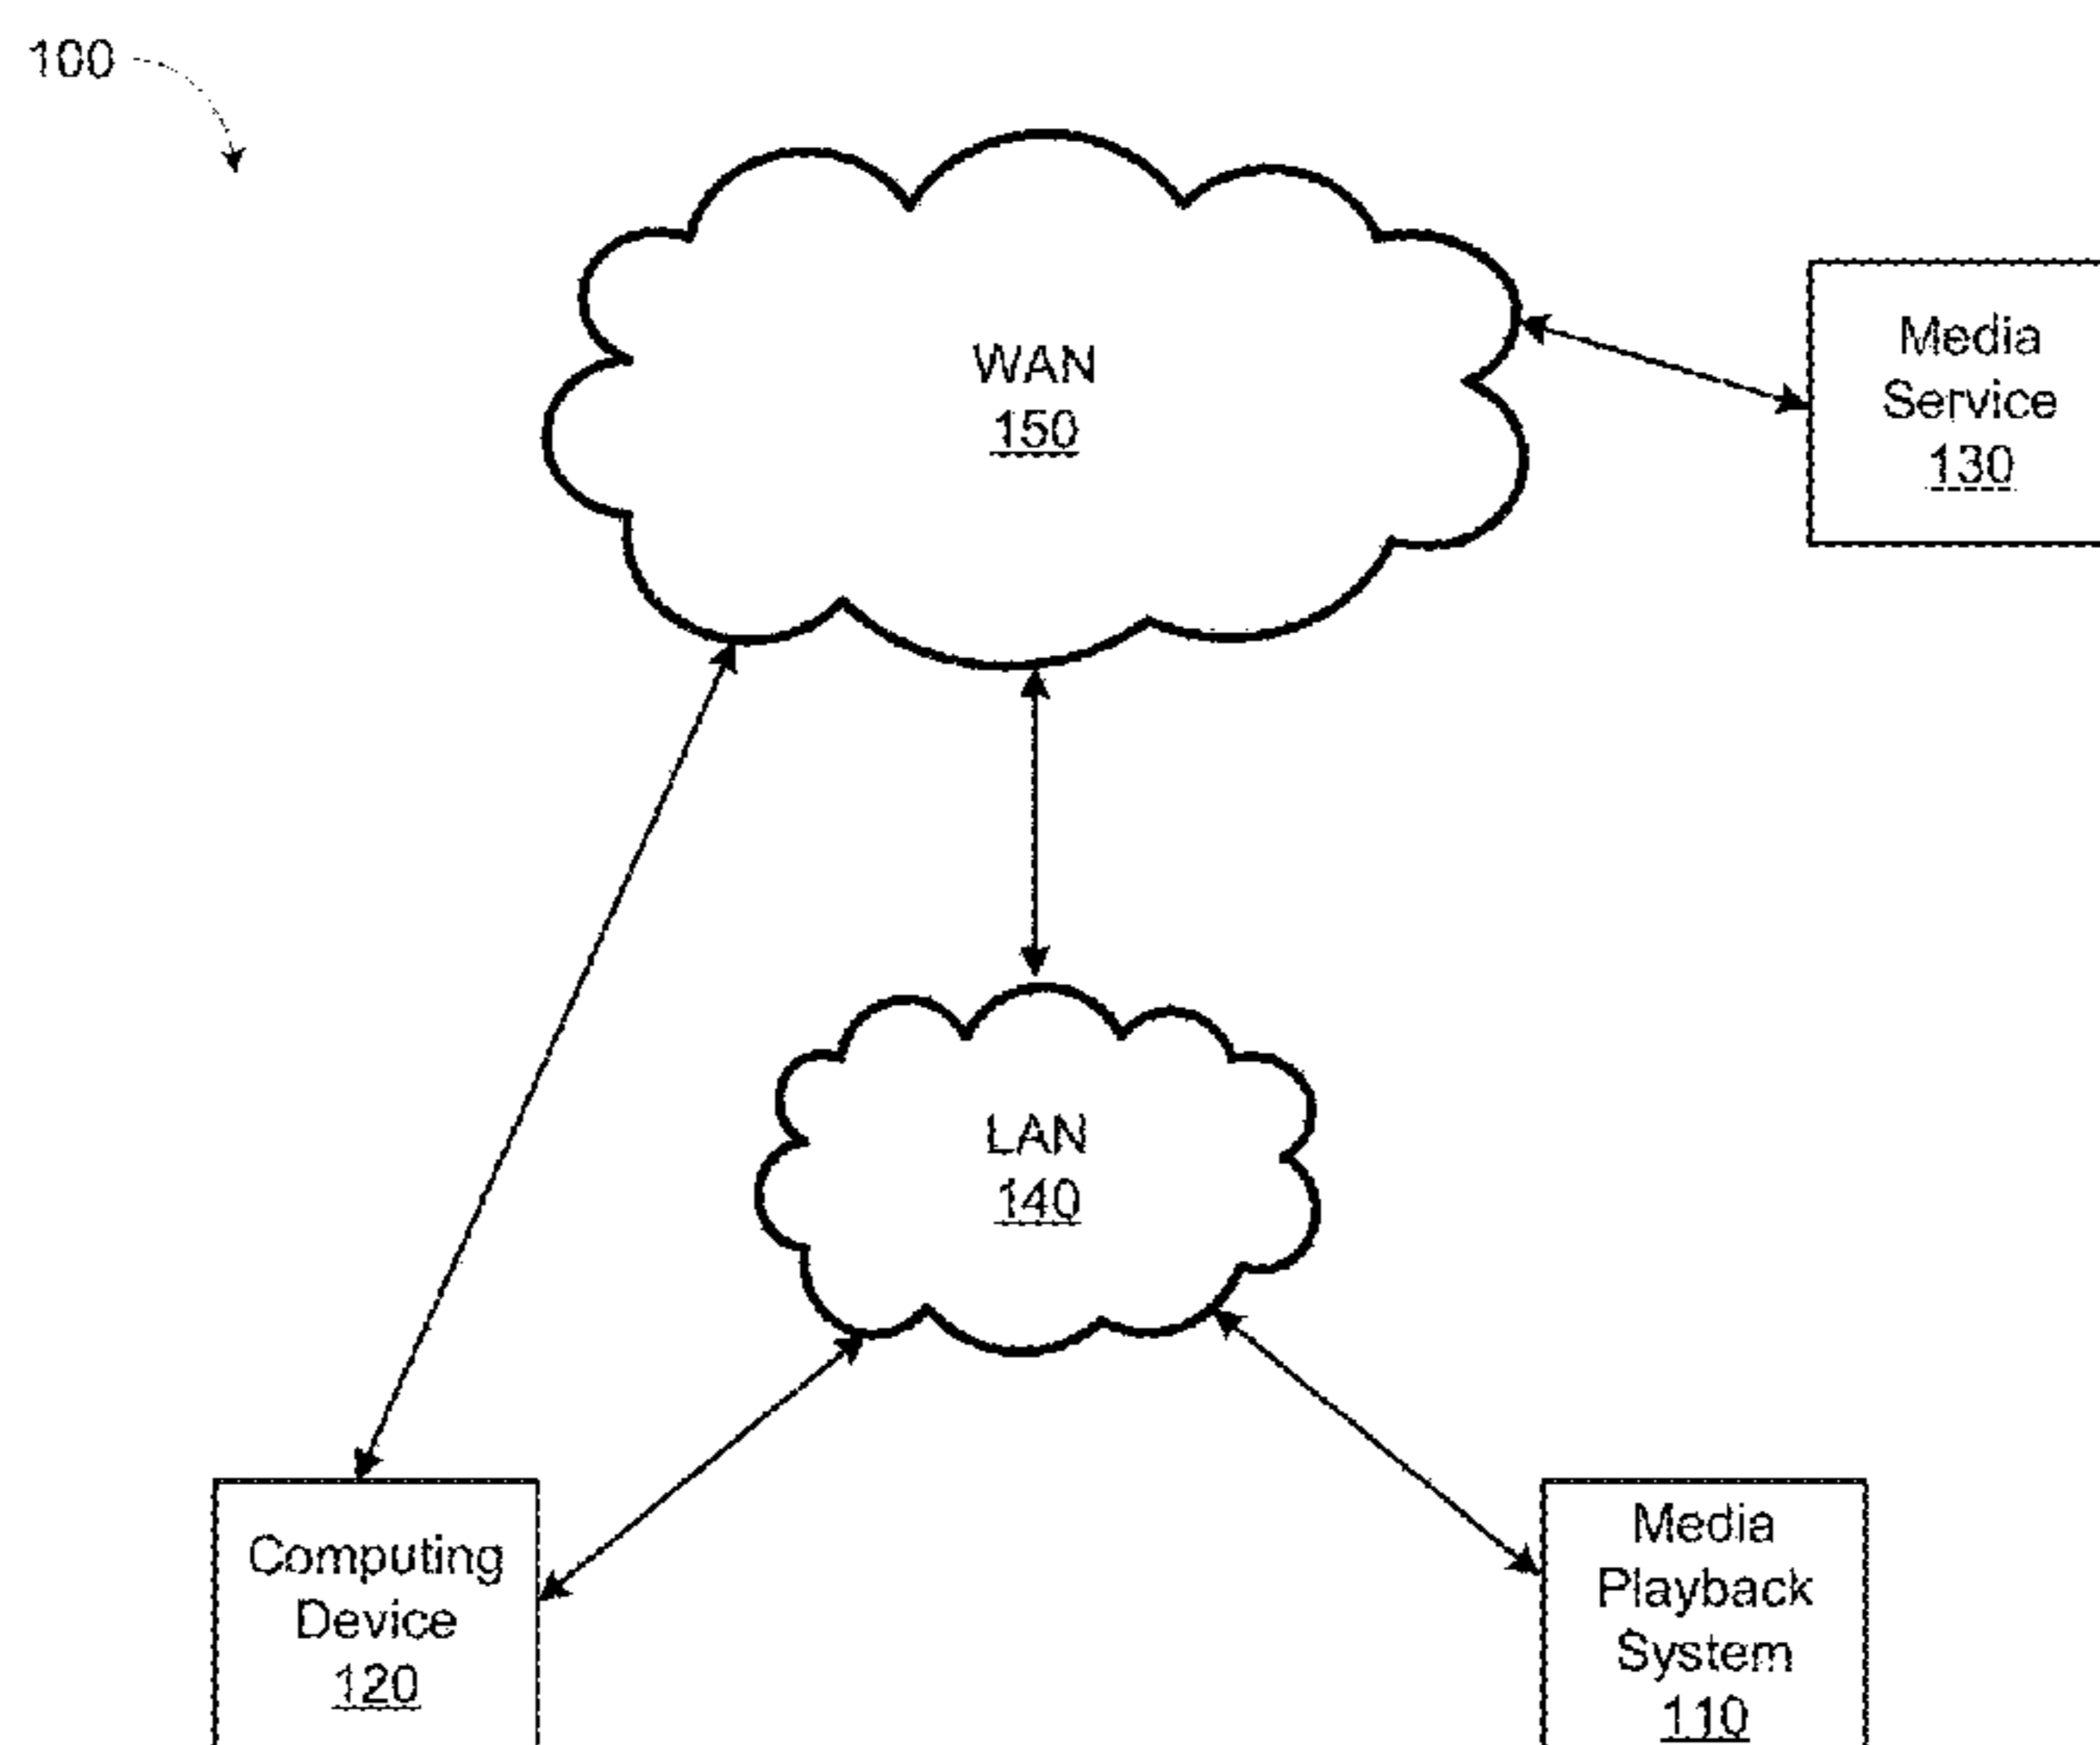 100
WAN
150
Media
Service
130
LAN
140
Computing
Device
120
Media
Playback
System
110